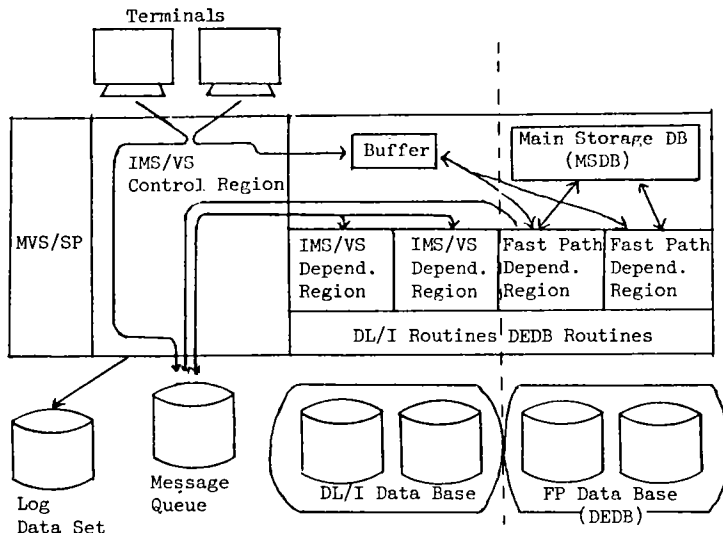 Terminals
IMS/VS
Control Region
Buffer
Main Storage DB
(MSDB)
MVS/SP
IMS/VS
Depend.
Region
IMS/VS
Depend.
Region
Fast Path
Depend.
Region
Fast Path
Depend.
Region
DL/I Routines
DEDB Routines
Log
Data Set
Message
Queue
DL/I Data Base
FP Data Base
(DEDB)